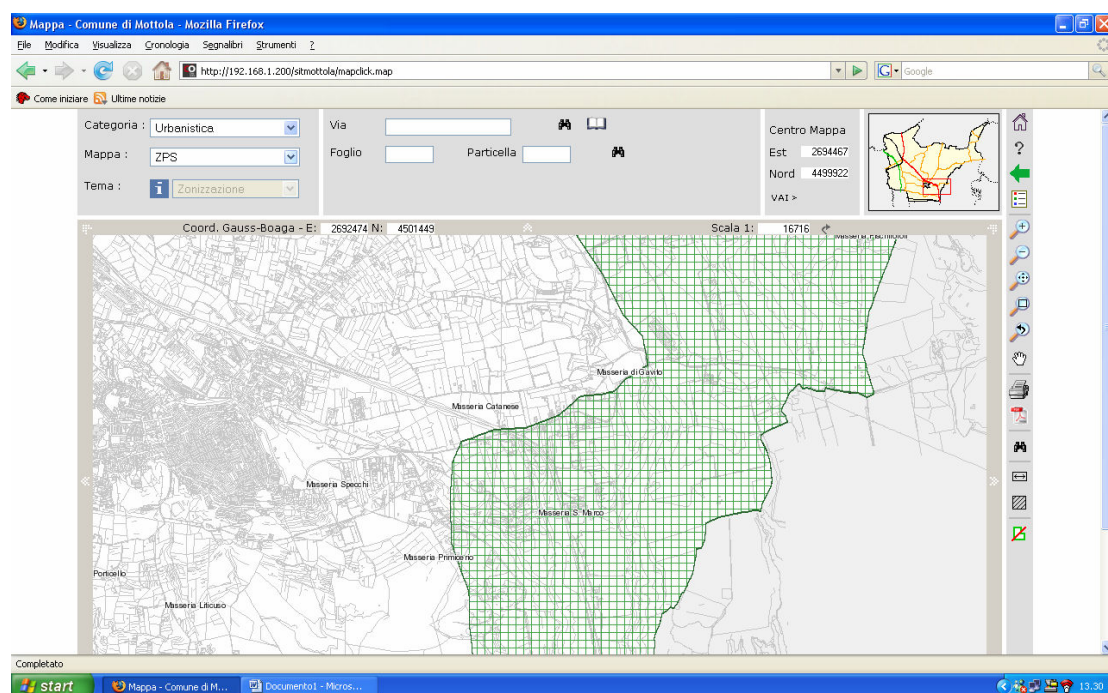 Mappa - Comune di Mottola - Mozilla Firefox
File Modifica Visualizza Cronologia Segnalibri Strumenti ?
http://192.168.1.200/sitmottola/mapclick.map
G Google
Come iniziare Ultime notizie
Categoria : Urbanistica
Mappa : ZPS
Tema : i Zonizzazione
Via
Foglio Particella
Centro Mappa
Est 2694467
Nord 4499922
VAI >
?
Coord. Gauss-Boaga - E: 2692474 N: 4501449 Scala 1: 16716
Masseria di Gavito
Masseria Catanese
Masseria Specchi
Masseria S. Marco
Masseria Primicerio
Porticello
Masseria Liticuso
Completato
start Mappa - Comune di M... Documento1 - Micros... 13.30